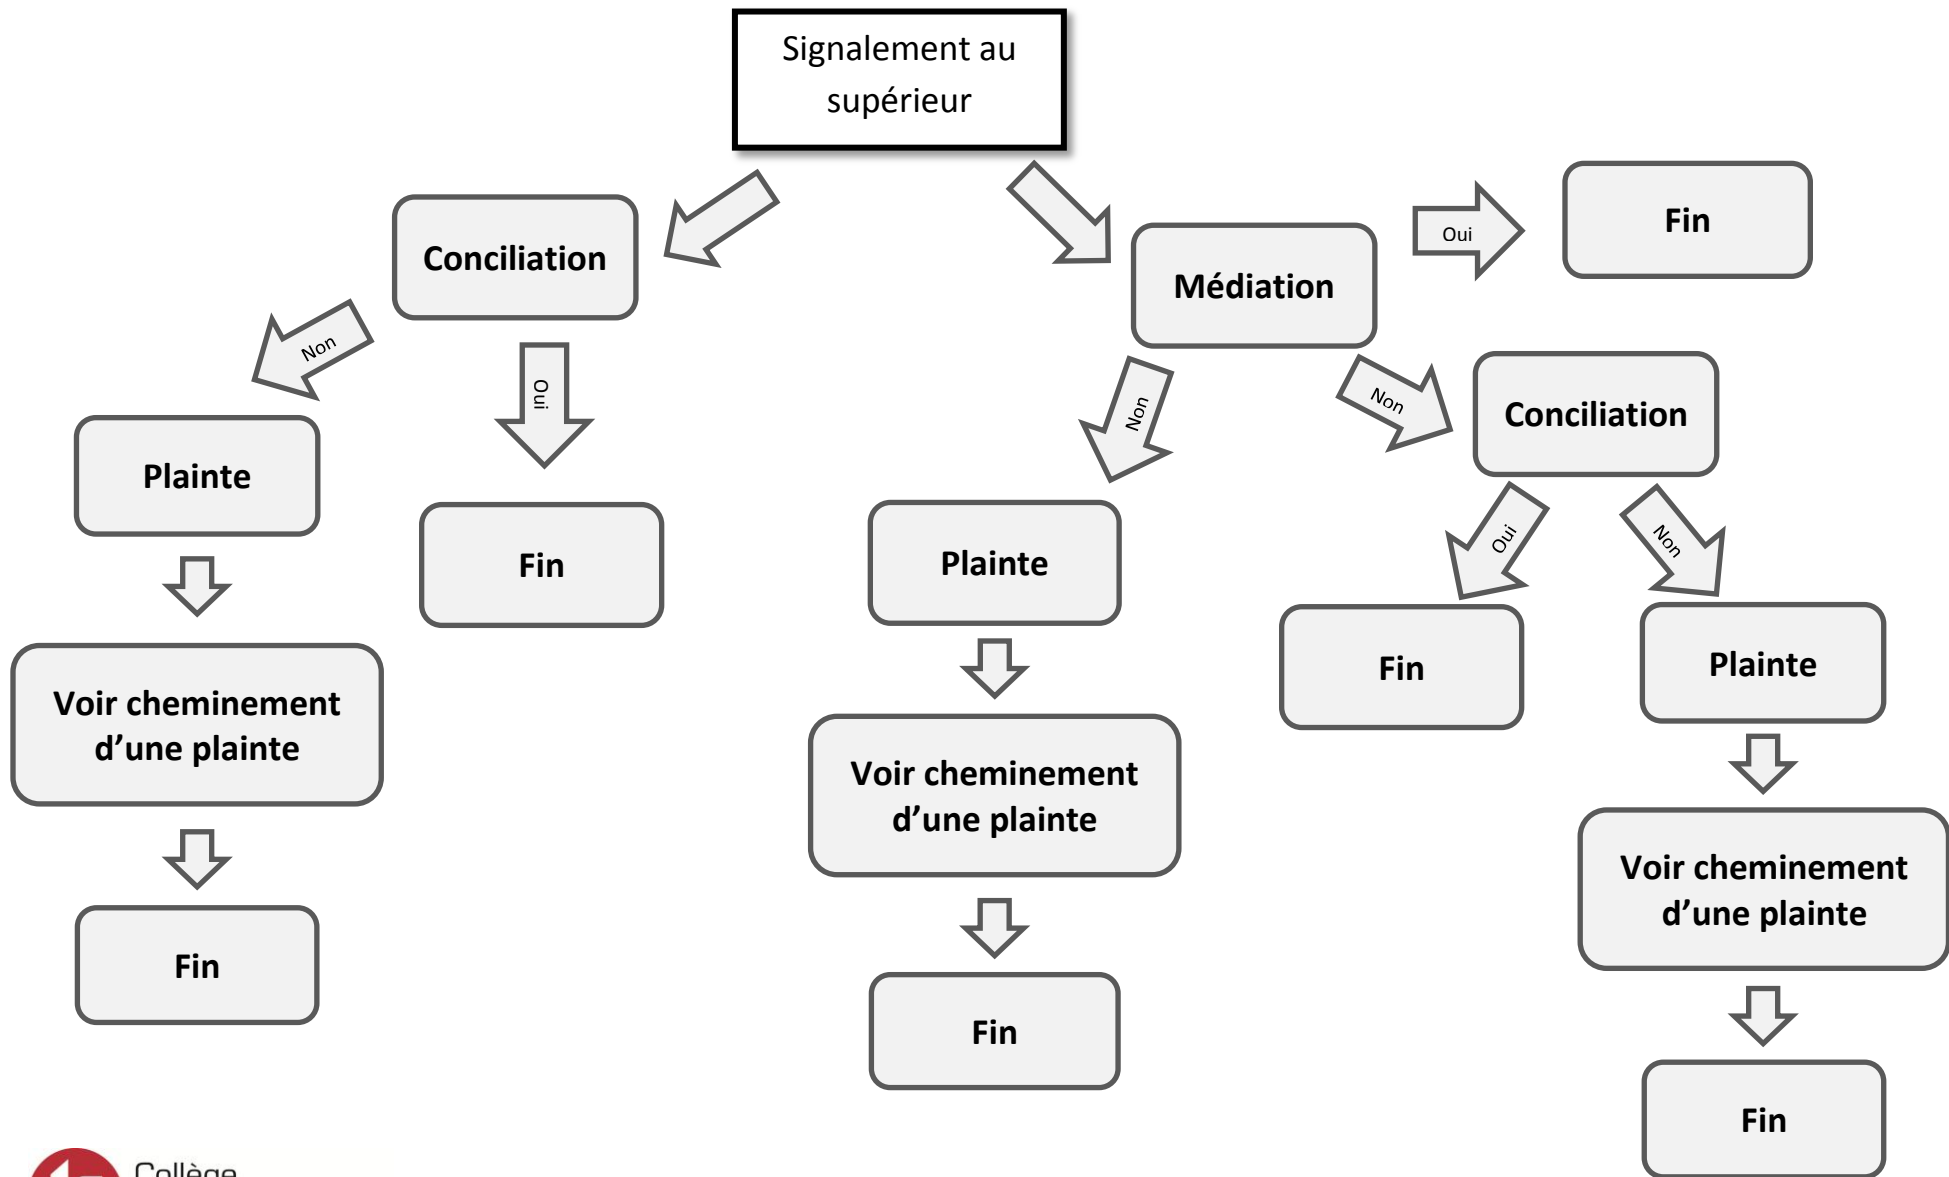 Signalement au
supérieur
Conciliation
Médiation
Oui
Fin
Non
Oui
Non
Non
Conciliation
Plainte
Fin
Plainte
Oui
Non
Fin
Plainte
Voir cheminement
d’une plainte
Voir cheminement
d’une plainte
Voir cheminement
d’une plainte
Fin
Fin
Fin
Collège